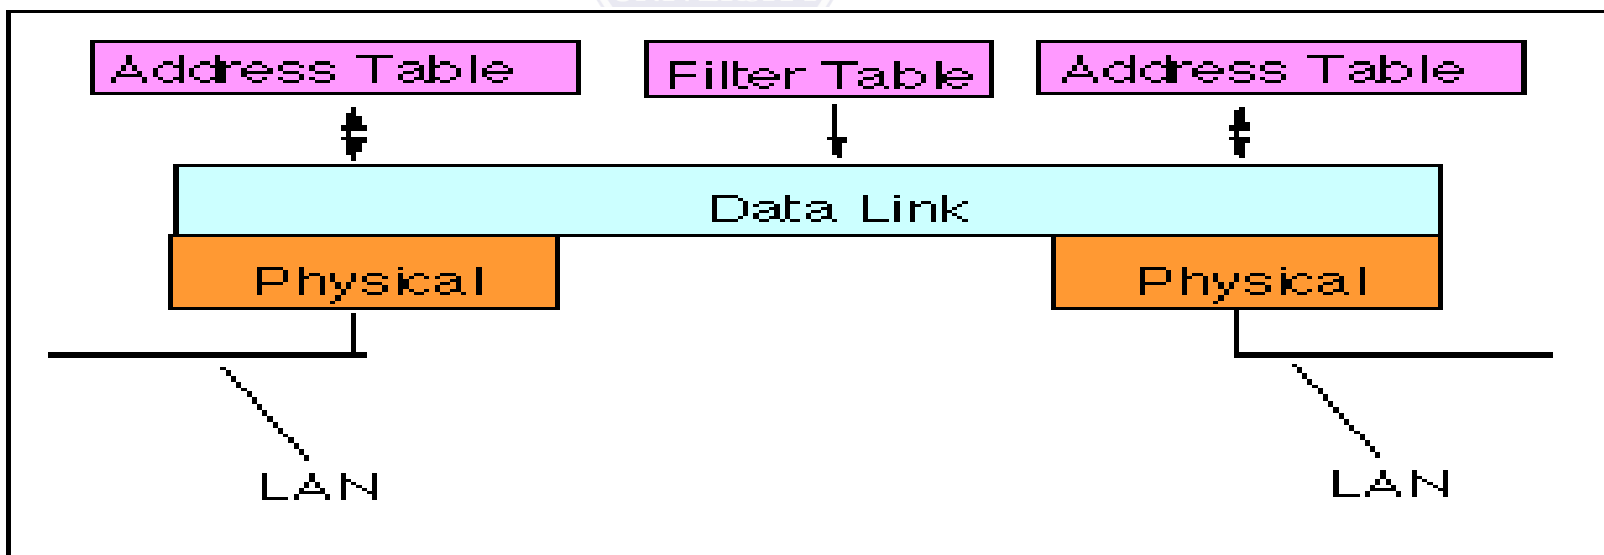 Address Table
Filter Table
Address Table
Data Link
Physical
Physical
LAN
LAN